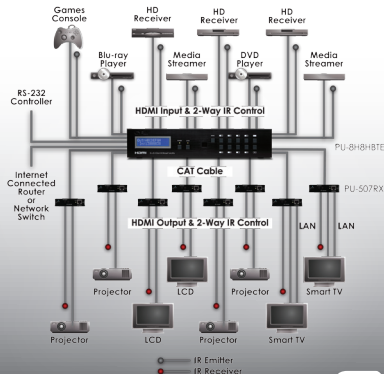 Games
Console
HD
Receiver
HD
Receiver
HD
Receiver
Blu-ray
Player
Media
Streamer
DVD
Player
Media
Streamer
RS-232
Controller
HDMI Input & 2-Way IR Control
HDMI
PU-8H8HBTE
CAT Cable
Internet
Connected
Router
or
Network
Switch
PU-507RX
HDMI Output & 2-Way IR Control
LAN
LAN
Projector
LCD
Projector
Smart TV
Projector
LCD
Projector
Smart TV
IR Emitter
IR Receiver